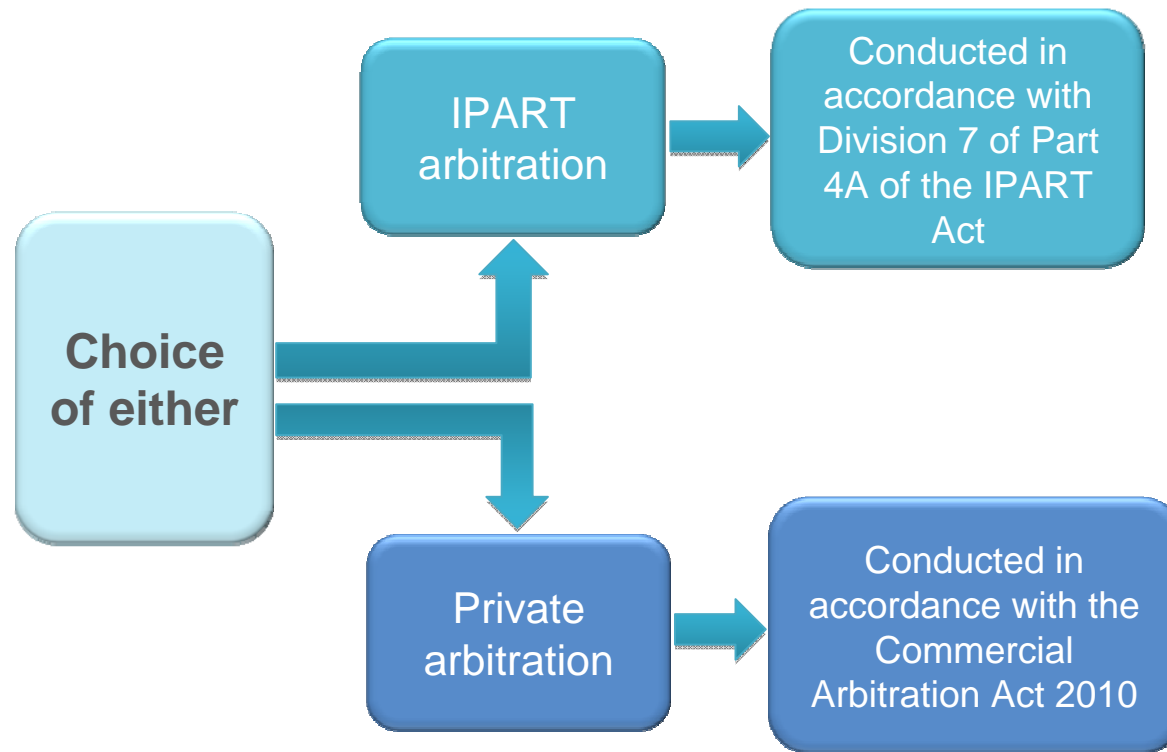 Choice
of either
IPART
arbitration
Conducted in
accordance with
Division 7 of Part
4A of the IPART
Act
Private
arbitration
Conducted in
accordance with the
Commercial
Arbitration Act 2010